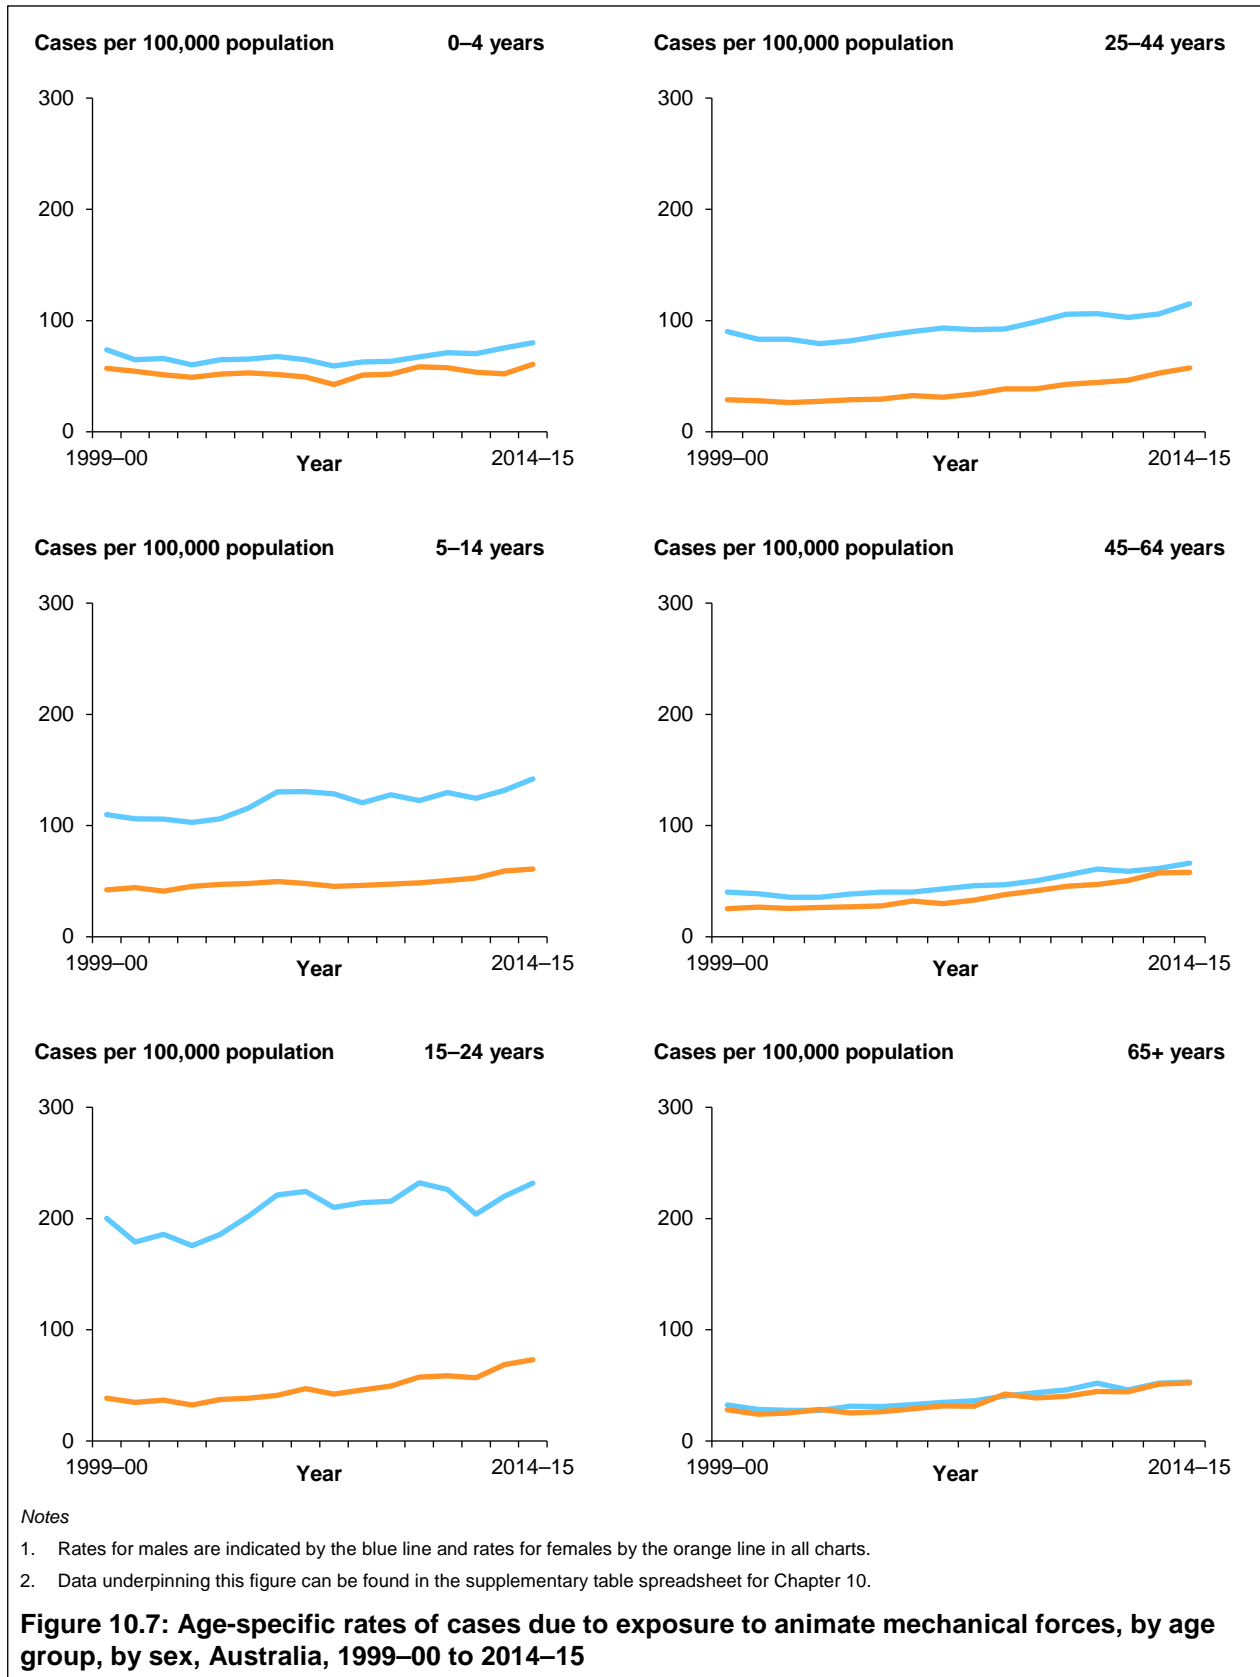 Cases per 100,000 population 0–4 years
300
200
100
0
1999–00 Year 2014–15
Cases per 100,000 population 25–44 years
300
200
100
0
1999–00 Year 2014–15
Cases per 100,000 population 5–14 years
300
200
100
0
1999–00 Year 2014–15
Cases per 100,000 population 45–64 years
300
200
100
0
1999–00 Year 2014–15
Cases per 100,000 population 15–24 years
300
200
100
0
1999–00 Year 2014–15
Cases per 100,000 population 65+ years
300
200
100
0
1999–00 Year 2014–15
Notes
1. Rates for males are indicated by the blue line and rates for females by the orange line in all charts.
2. Data underpinning this figure can be found in the supplementary table spreadsheet for Chapter 10.
Figure 10.7: Age-specific rates of cases due to exposure to animate mechanical forces, by age
group, by sex, Australia, 1999–00 to 2014–15